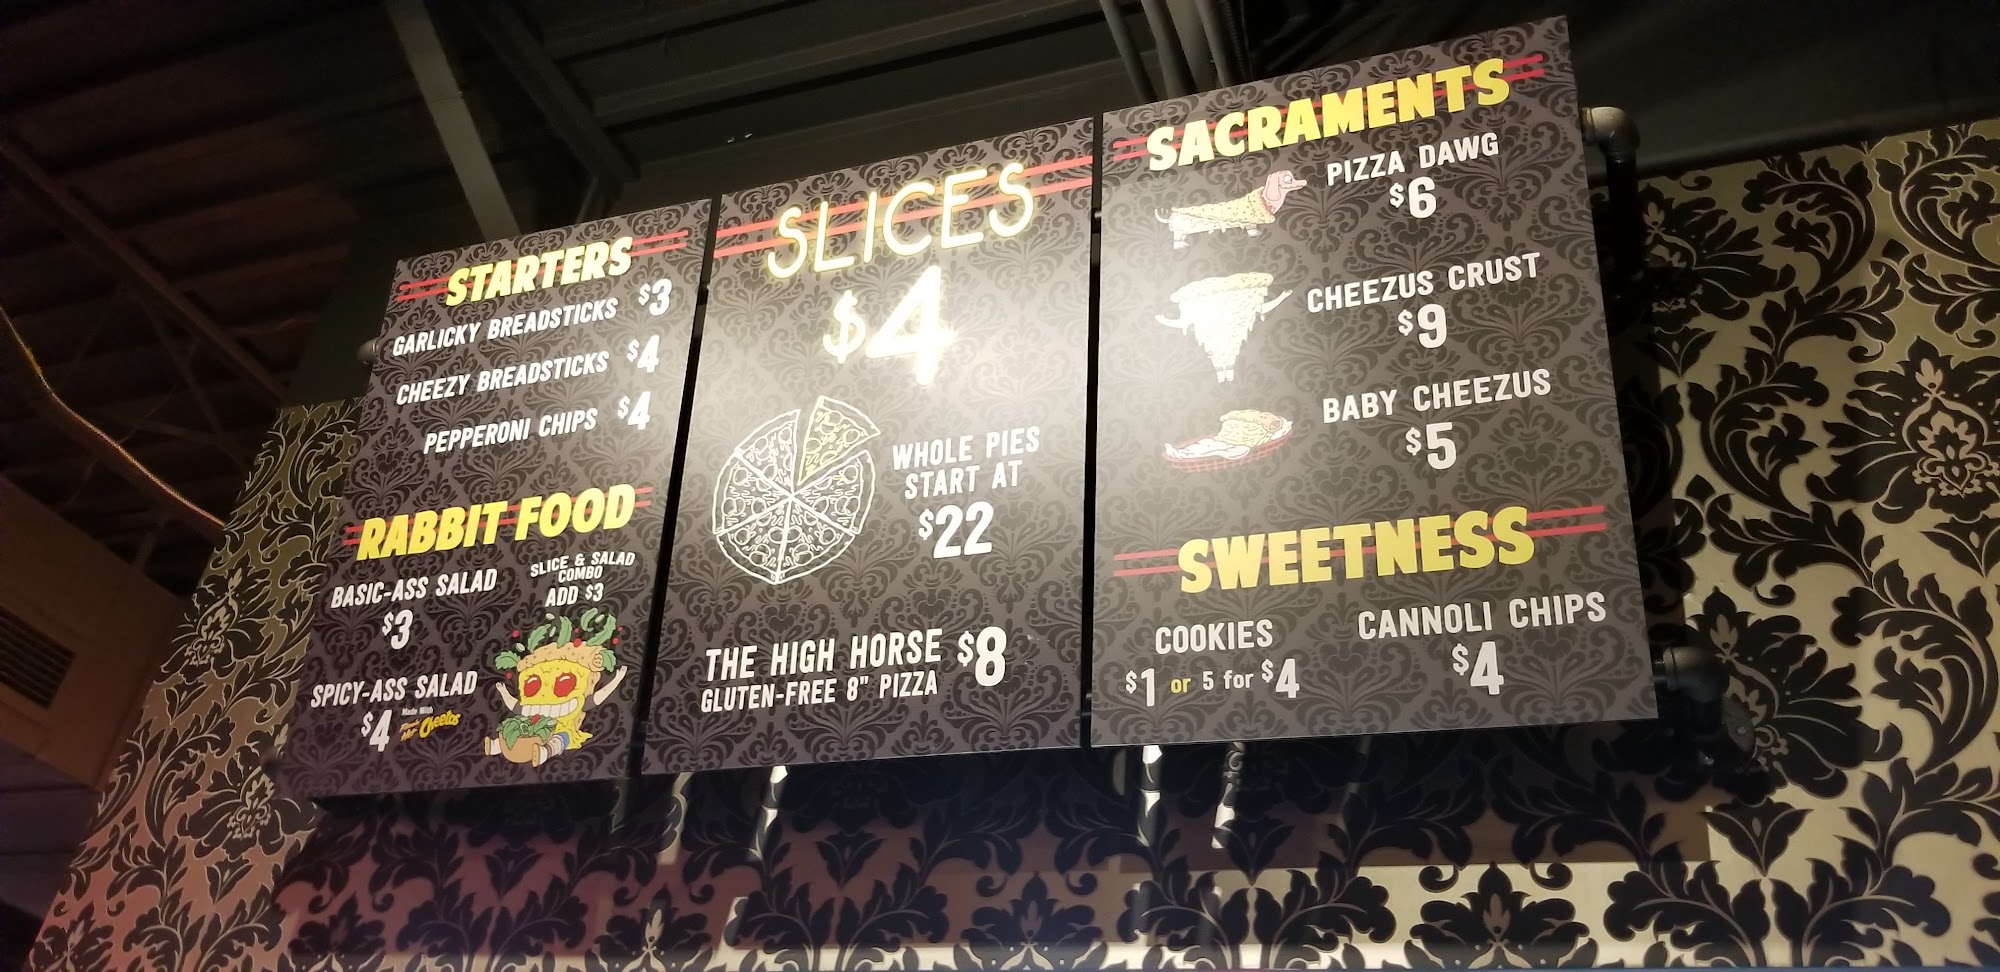 STARTERS
GARLICKY BREADSTICKS $3
CHEEZY BREADSTICKS $4
PEPPERONI CHIPS $4
RABBIT FOOD
BASIC-ASS SALAD
$3
SLICE & SALAD
COMBO
ADD $3
SPICY-ASS SALAD
$4 Made With
Cheetos
SLICES
$4
WHOLE PIES
START AT
$22
THE HIGH HORSE $8
GLUTEN-FREE 8" PIZZA
SACRAMENTS
PIZZA DAWG
$6
CHEEZUS CRUST
$9
BABY CHEEZUS
$5
SWEETNESS
COOKIES
$1 or 5 for $4
CANNOLI CHIPS
$4